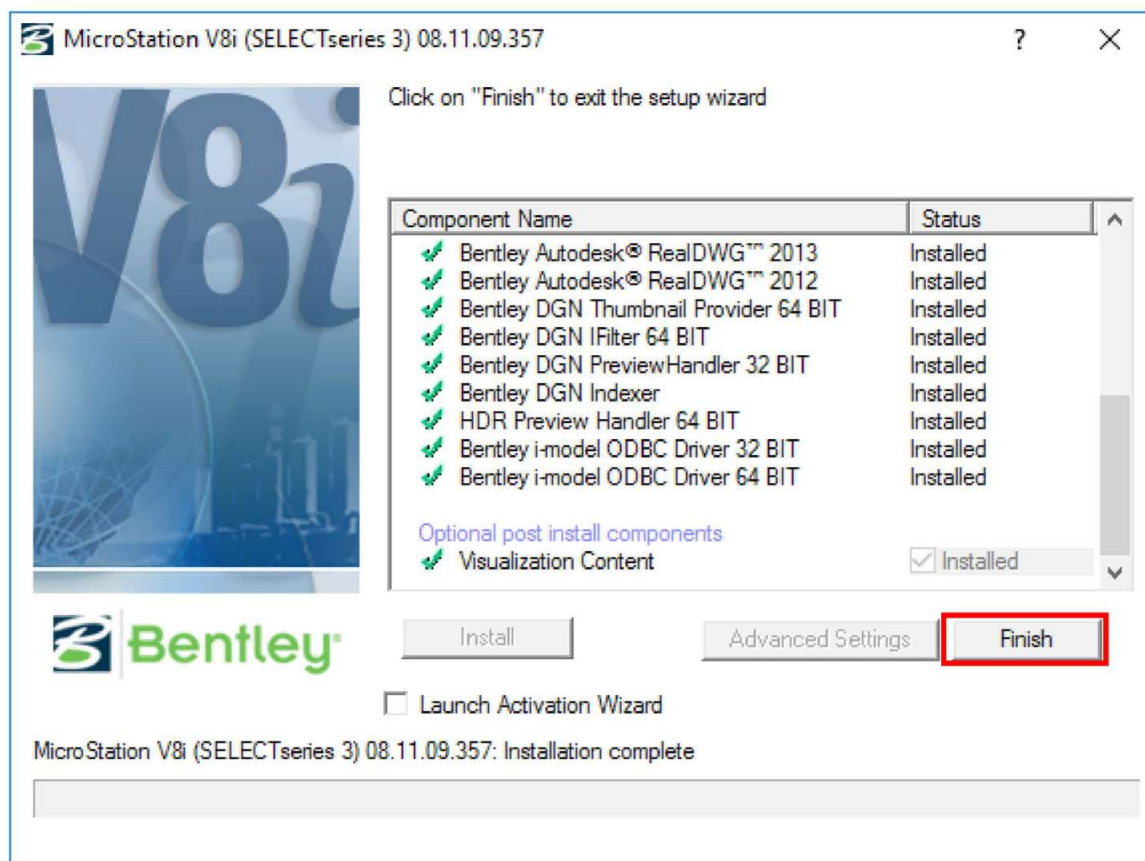 MicroStation V8i (SELECTseries 3) 08.11.09.357
?
V8i
Click on "Finish" to exit the setup wizard
Component Name Status
Bentley Autodesk® RealDWG™ 2013 Installed
Bentley Autodesk® RealDWG™ 2012 Installed
Bentley DGN Thumbnail Provider 64 BIT Installed
Bentley DGN IFilter 64 BIT Installed
Bentley DGN PreviewHandler 32 BIT Installed
Bentley DGN Indexer Installed
HDR Preview Handler 64 BIT Installed
Bentley i-model ODBC Driver 32 BIT Installed
Bentley i-model ODBC Driver 64 BIT Installed
Optional post install components
Visualization Content Installed
Bentley®
Install Advanced Settings Finish
Launch Activation Wizard
MicroStation V8i (SELECTseries 3) 08.11.09.357: Installation complete